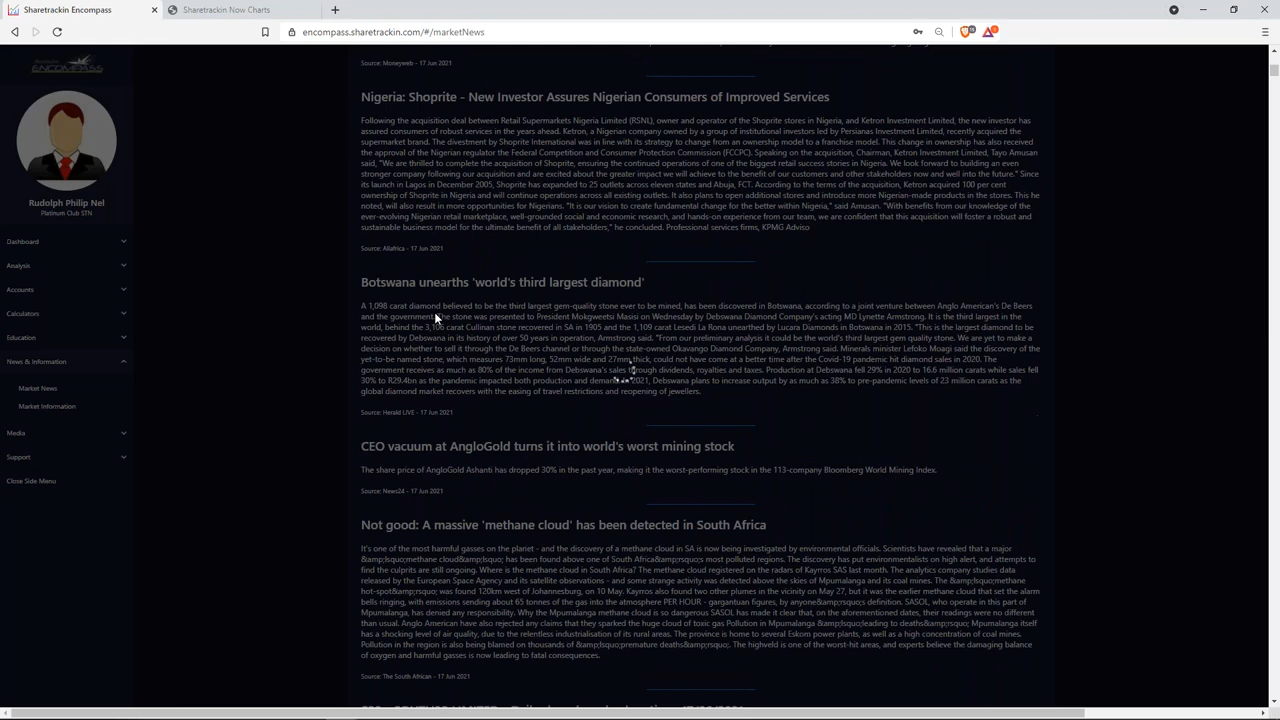 Sharetrackin Encompass
Sharetrackin Now Charts
encompass.sharetrackin.com/#/marketNews
ENCOMPASS
Rudolph Philip Nel
Platinum Club STN
Dashboard
Analysis
Accounts
Calculators
Education
News & Information
Market News
Market Information
Media
Support
Close Side Menu
Source: Moneyweb - 17 Jun 2021
Nigeria: Shoprite - New Investor Assures Nigerian Consumers of Improved Services
Following the acquisition deal between Retail Supermarkets Nigeria Limited (RSNL), owner and operator of the Shoprite stores in Nigeria, and Ketron Investment Limited, the new investor has
assured consumers of robust services in the years ahead. Ketron, a Nigerian company owned by a group of institutional investors led by Persianas Investment Limited, recently acquired the
supermarket brand. The divestment by Shoprite International was in line with its strategy to change from an ownership model to a franchise model. This change in ownership has also received
the approval of the Nigerian regulator the Federal Competition and Consumer Protection Commission (FCCPC). Speaking on the acquisition, Chairman, Ketron Investment Limited, Tayo Amusan
said, "We are thrilled to complete the acquisition of Shoprite, ensuring the continued operations of one of the biggest retail success stories in Nigeria. We look forward to building an even
stronger company following our acquisition and are excited about the greater impact we will achieve to the benefit of our customers and other stakeholders now and well into the future." Since
its launch in Lagos in December 2005, Shoprite has expanded to 25 outlets across eleven states and Abuja, FCT. According to the terms of the acquisition, Ketron acquired 100 per cent
ownership of Shoprite in Nigeria and will continue operations across all existing outlets. It also plans to open additional stores and introduce more Nigerian-made products in the stores. This he
noted, will also result in more opportunities for Nigerians. "It is our vision to create fundamental change for the better within Nigeria," said Amusan. "With benefits from our knowledge of the
ever-evolving Nigerian retail marketplace, well-grounded social and economic research, and hands-on experience from our team, we are confident that this acquisition will foster a robust and
sustainable business model for the ultimate benefit of all stakeholders," he concluded. Professional services firms, KPMG Adviso
Source: Allafrica - 17 Jun 2021
Botswana unearths 'world's third largest diamond'
A 1,098 carat diamond believed to be the third largest gem-quality stone ever to be mined, has been discovered in Botswana, according to a joint venture between Anglo American's De Beers
and the government. The stone was presented to President Mokgweetsi Masisi on Wednesday by Debswana Diamond Company's acting MD Lynette Armstrong. It is the third largest in the
world, behind the 3,106 carat Cullinan stone recovered in SA in 1905 and the 1,109 carat Lesedi La Rona unearthed by Lucara Diamonds in Botswana in 2015. "This is the largest diamond to be
recovered by Debswana in its history of over 50 years in operation, Armstrong said. "From our preliminary analysis it could be the world's third largest gem quality stone. We are yet to make a
decision on whether to sell it through the De Beers channel or through the state-owned Okavango Diamond Company, Armstrong said. Minerals minister Lefoko Moagi said the discovery of the
yet-to-be named stone, which measures 73mm long, 52mm wide and 27mm thick, could not have come at a better time after the Covid-19 pandemic hit diamond sales in 2020. The
government receives as much as 80% of the income from Debswana's sales through dividends, royalties and taxes. Production at Debswana fell 29% in 2020 to 16.6 million carats while sales fell
30% to R29.4bn as the pandemic impacted both production and demand. 2021, Debswana plans to increase output by as much as 38% to pre-pandemic levels of 23 million carats as the
global diamond market recovers with the easing of travel restrictions and reopening of jewellers.
Source: Herald LIVE - 17 Jun 2021
CEO vacuum at AngloGold turns it into world's worst mining stock
The share price of AngloGold Ashanti has dropped 30% in the past year, making it the worst-performing stock in the 113-company Bloomberg World Mining Index.
Source: News24 - 17 Jun 2021
Not good: A massive 'methane cloud' has been detected in South Africa
It's one of the most harmful gasses on the planet - and the discovery of a methane cloud in SA is now being investigated by environmental officials. Scientists have revealed that a major
&amp;lsquo;methane cloud&amp;rsquo; has been found above one of South Africa&amp;rsquo;s most polluted regions. The discovery has put environmentalists on high alert, and attempts to
find the culprits are still ongoing. Where is the methane cloud in South Africa? The methane cloud registered on the radars of Kayrros SAS last month. The analytics company studies data
released by the European Space Agency and its satellite observations - and some strange activity was detected above the skies of Mpumalanga and its coal mines. The &amp;lsquo;methane
hot-spot&amp;rsquo; was found 120km west of Johannesburg, on 10 May. Kayrros also found two other plumes in the vicinity on May 27, but it was the earlier methane cloud that set the alarm
bells ringing, with emissions sending about 65 tonnes of the gas into the atmosphere PER HOUR - gargantuan figures, by anyone&amp;rsquo;s definition. SASOL, who operate in this part of
Mpumalanga, has denied any responsibility. Why the Mpumalanga methane cloud is so dangerous SASOL has made it clear that, on the aforementioned dates, their readings were no different
than usual. Anglo American have also rejected any claims that they sparked the huge cloud of toxic gas Pollution in Mpumalanga &amp;lsquo;leading to deaths&amp;rsquo; Mpumalanga itself
has a shocking level of air quality, due to the relentless industrialisation of its rural areas. The province is home to several Eskom power plants, as well as a high concentration of coal mines.
Pollution in the region is also being blamed on thousands of &amp;lsquo;premature deaths&amp;rsquo;. The highveld is one of the worst-hit areas, and experts believe the damaging balance
of oxygen and harmful gasses is now leading to fatal consequences.
Source: The South African - 17 Jun 2021